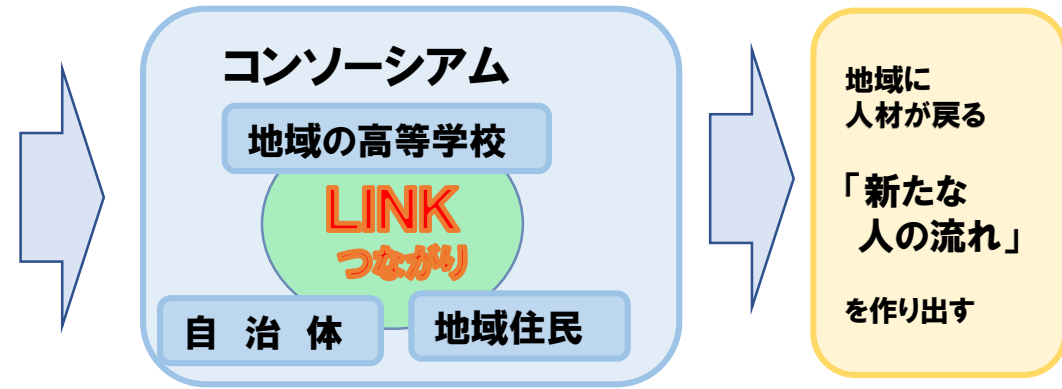 コンソーシアム
地域の高等学校
LINK
つながり
自 治 体
地域住民
地域に
人材が戻る
「新たな
人の流れ」
を作り出す